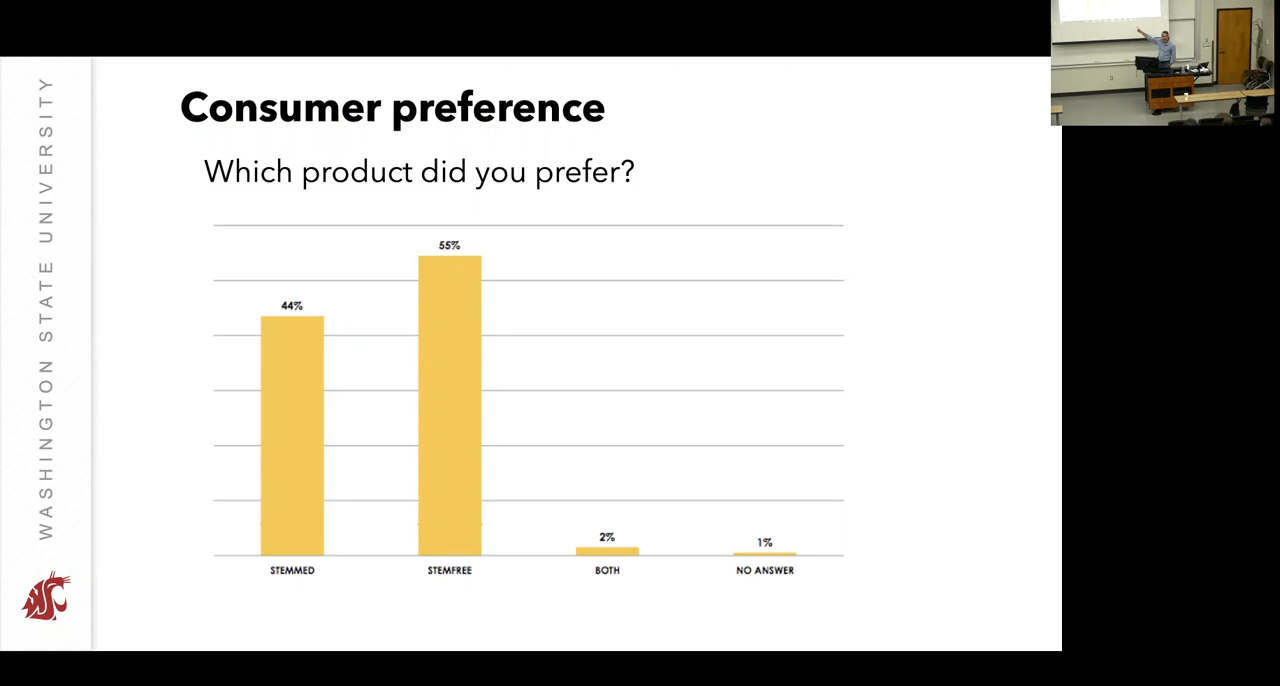 WASHINGTON STATE UNIVERSITY
Consumer preference
Which product did you prefer?
44%
55%
2%
1%
STEMMED
STEMFREE
BOTH
NO ANSWER